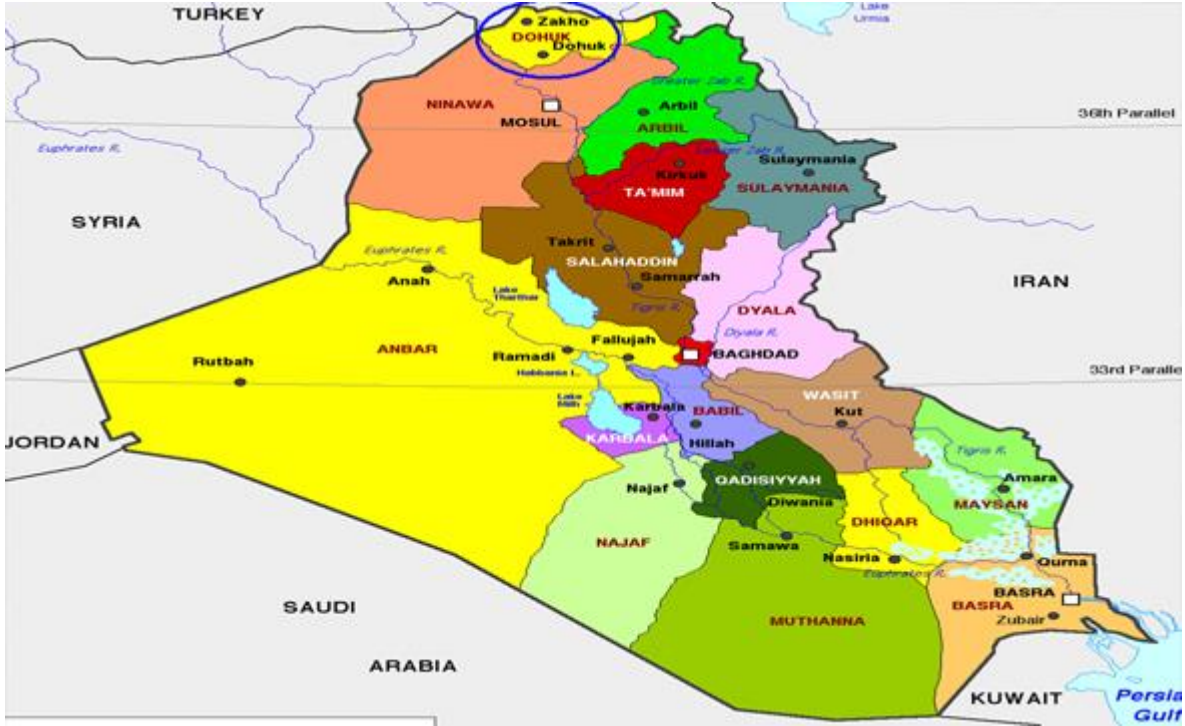 TURKEY
Zakho
DOHUK
Dohuk
Lake
Urmia
Greater Zab R.
NINAWA
Arbil
MOSUL
ARBIL
36th Parallel
Euphrates R.
Lesser Zab R.
Kirkuk
Sulaymania
TA'MIM
SULAYMANIA
SYRIA
Takrit
Euphrates R.
SALAHADDIN
Anah
Samarrah
IRAN
Lake
Tharthar
Tigris R.
DYALA
Diyala R.
Fallujah
ANBAR
Ramadi
BAGHDAD
Rutbah
Habbania L.
33rd Paralle
WASIT
Lake
Milh
Karbala
BABIL
Kut
JORDAN
KARBALA
Hillah
Tigris R.
Najaf
QADISIYYAH
Amara
Diwania
MAYSAN
DHIQAR
NAJAF
Samawa
Nasiria
Qurna
Euphrates R.
BASRA
SAUDI
BASRA
MUTHANNA
Zubair
ARABIA
KUWAIT
Persia
Gulf